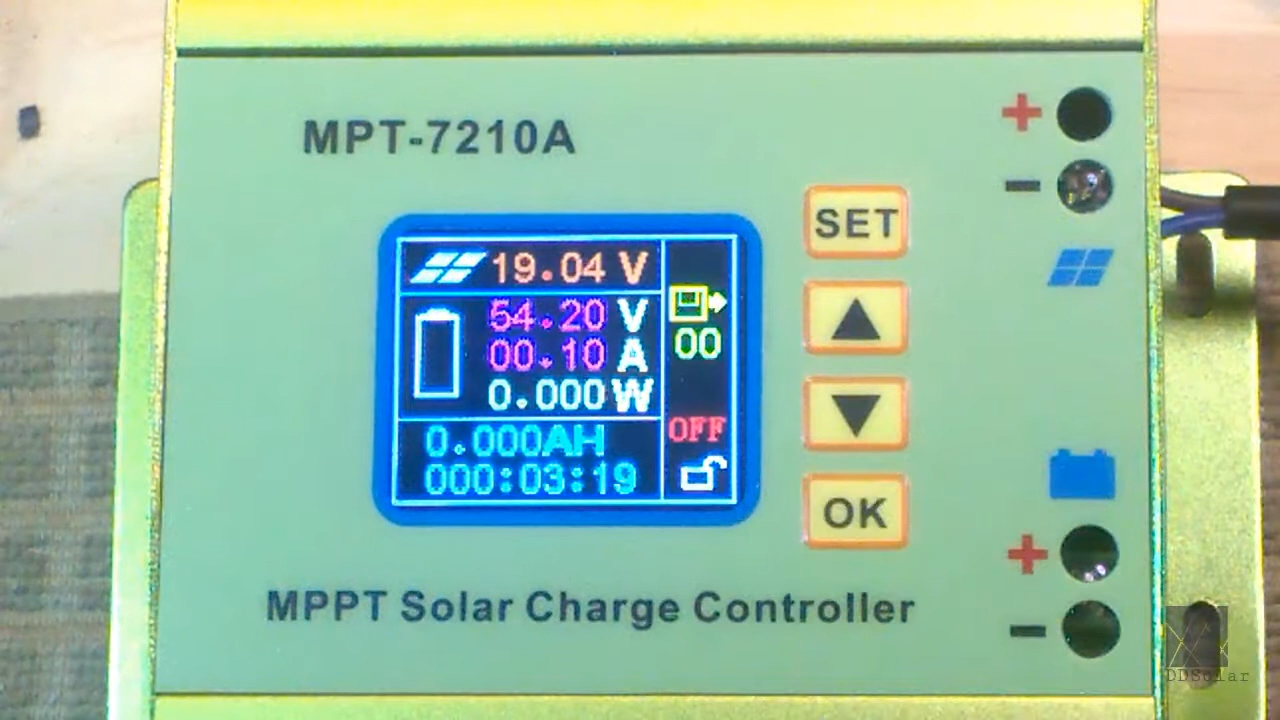 MPT-7210A
+
-
SET
19.04 V
54.20 V
00.10 A
0.000W
00
OFF
0.000AH
000:03:19
OK
+
-
MPPT Solar Charge Controller
DDSolar